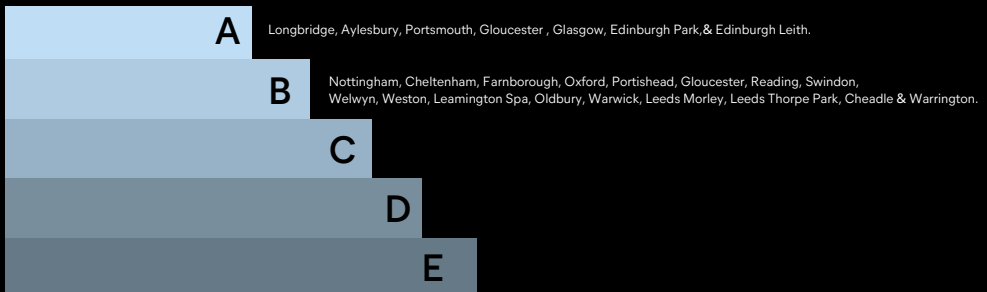 A
Longbridge, Aylesbury, Portsmouth, Gloucester , Glasgow, Edinburgh Park,& Edinburgh Leith.
B
Nottingham, Cheltenham, Farnborough, Oxford, Portishead, Gloucester, Reading, Swindon,
Welwyn, Weston, Leamington Spa, Oldbury, Warwick, Leeds Morley, Leeds Thorpe Park, Cheadle & Warrington.
C
D
E